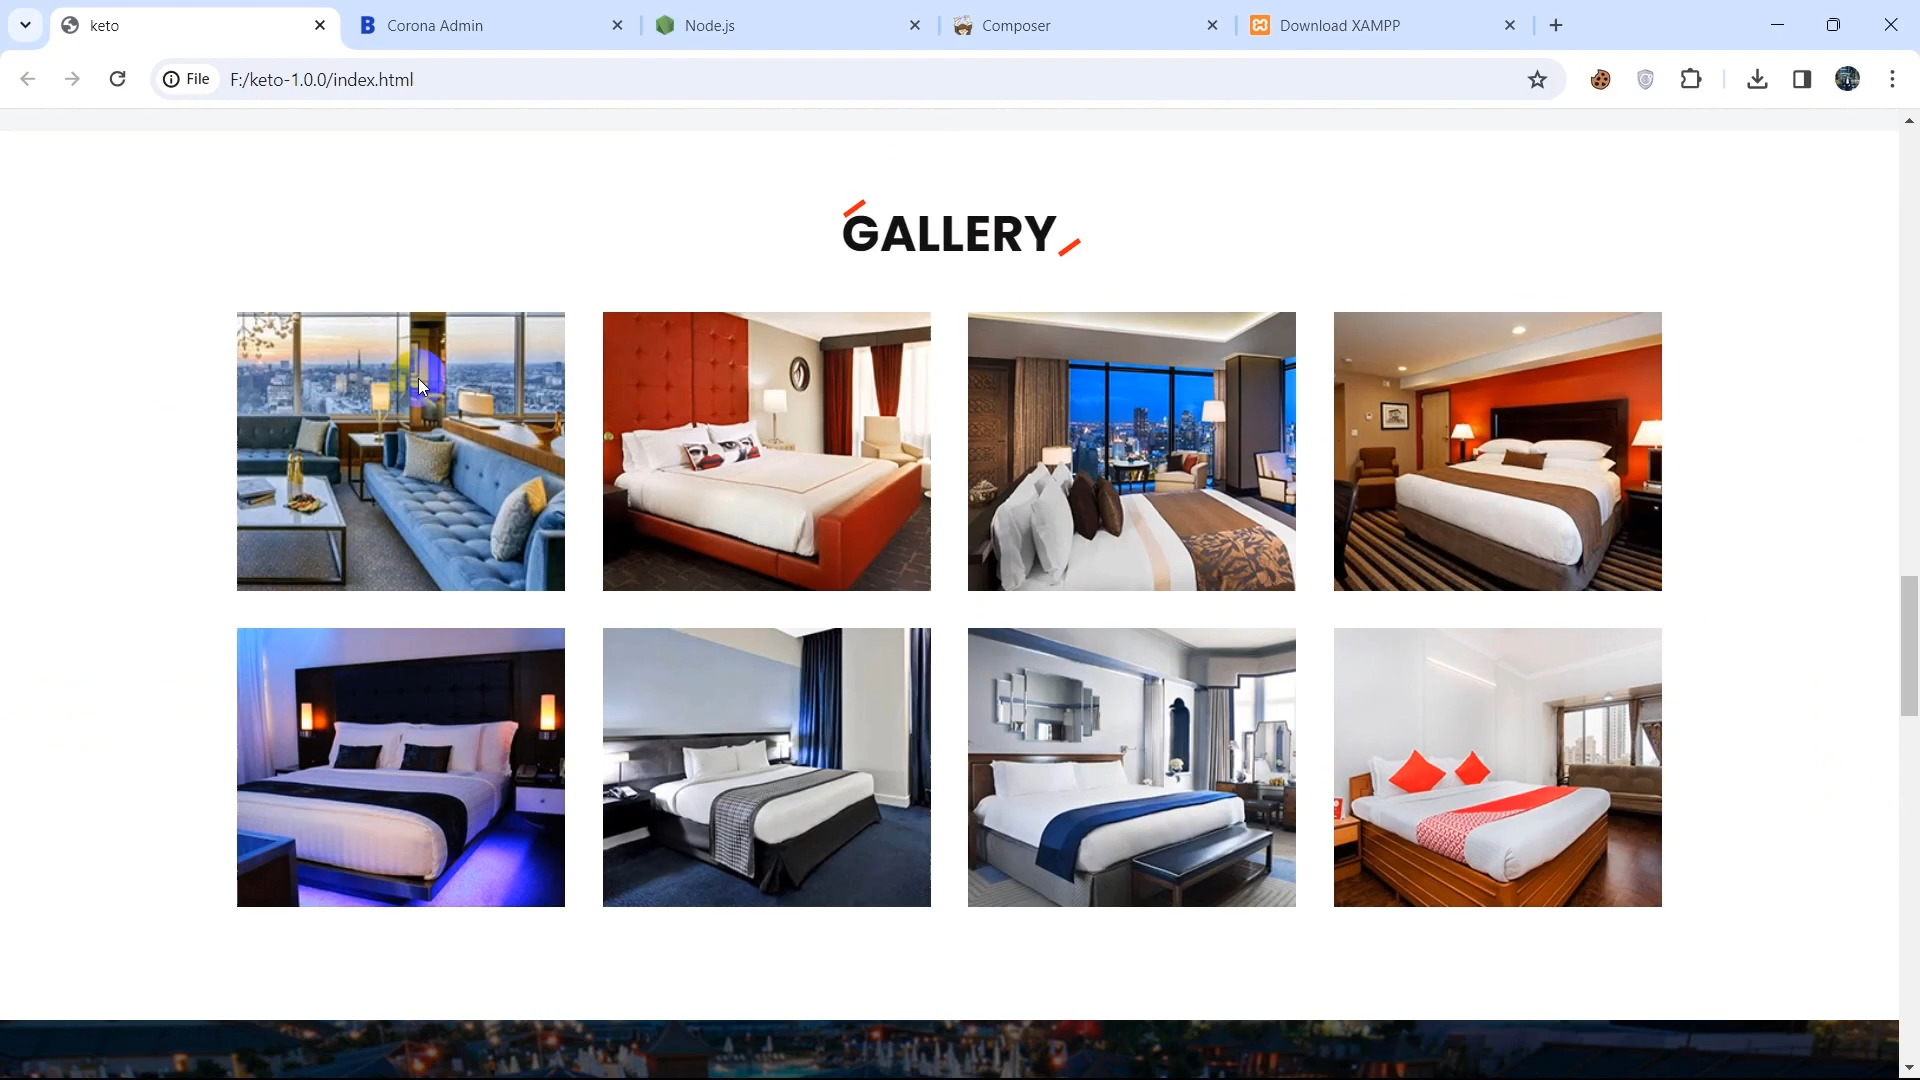 keto
Corona Admin
Node.js
Composer
Download XAMPP
File
F:/keto-1.0.0/index.html
GALLERY